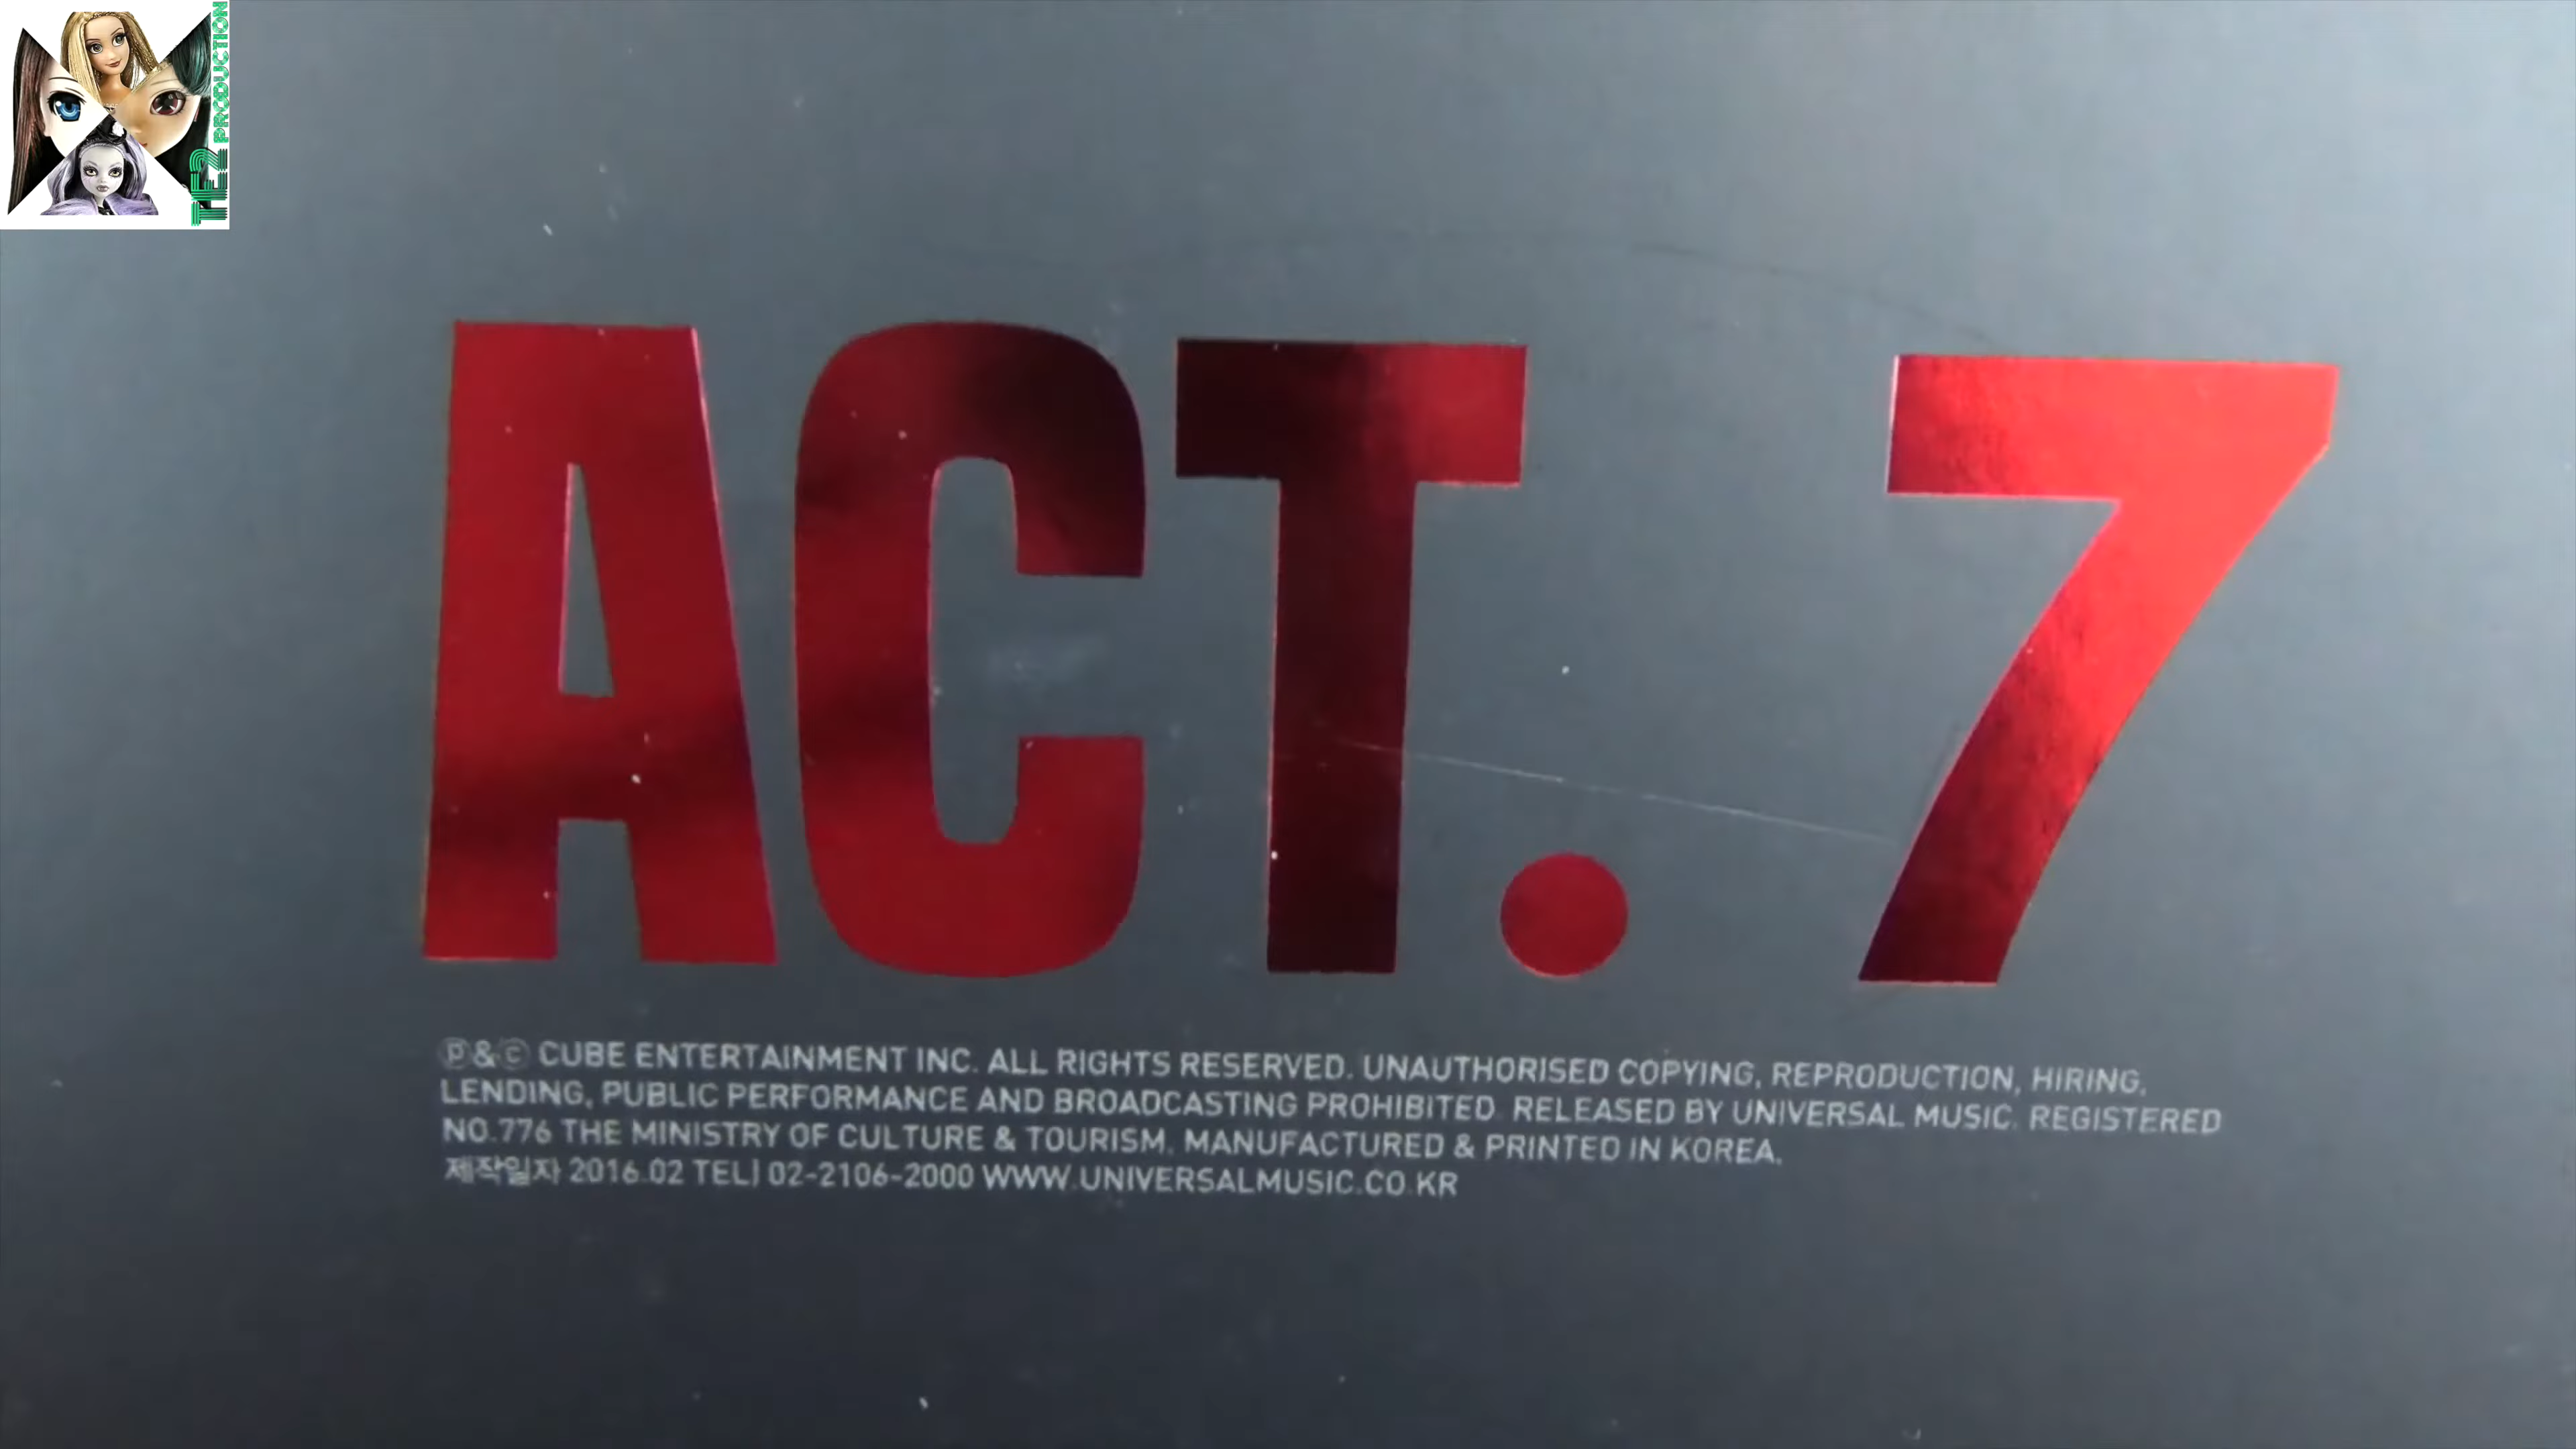 TE2 PRODUCTION
ACT. 7
Ⓟ&Ⓒ CUBE ENTERTAINMENT INC. ALL RIGHTS RESERVED. UNAUTHORISED COPYING, REPRODUCTION, HIRING,
LENDING, PUBLIC PERFORMANCE AND BROADCASTING PROHIBITED. RELEASED BY UNIVERSAL MUSIC. REGISTERED
NO.776 THE MINISTRY OF CULTURE & TOURISM. MANUFACTURED & PRINTED IN KOREA.
제작일자 2016.02 TEL| 02-2106-2000 WWW.UNIVERSALMUSIC.CO.KR